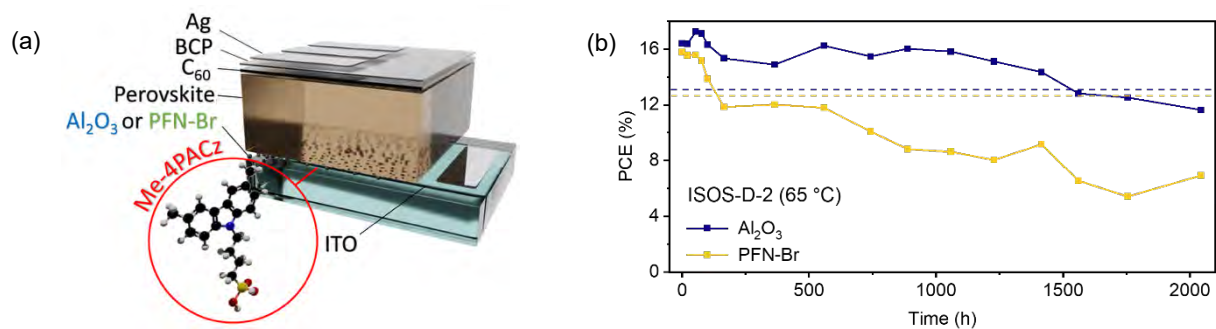 (a)
Ag
BCP
C₆₀
Perovskite
Al₂O₃ or PFN-Br
Me-4PACz
ITO
(b)
16
12
8
4
0
PCE (%)
ISOS-D-2 (65 °C)
Al₂O₃
PFN-Br
0
500
1000
1500
2000
Time (h)